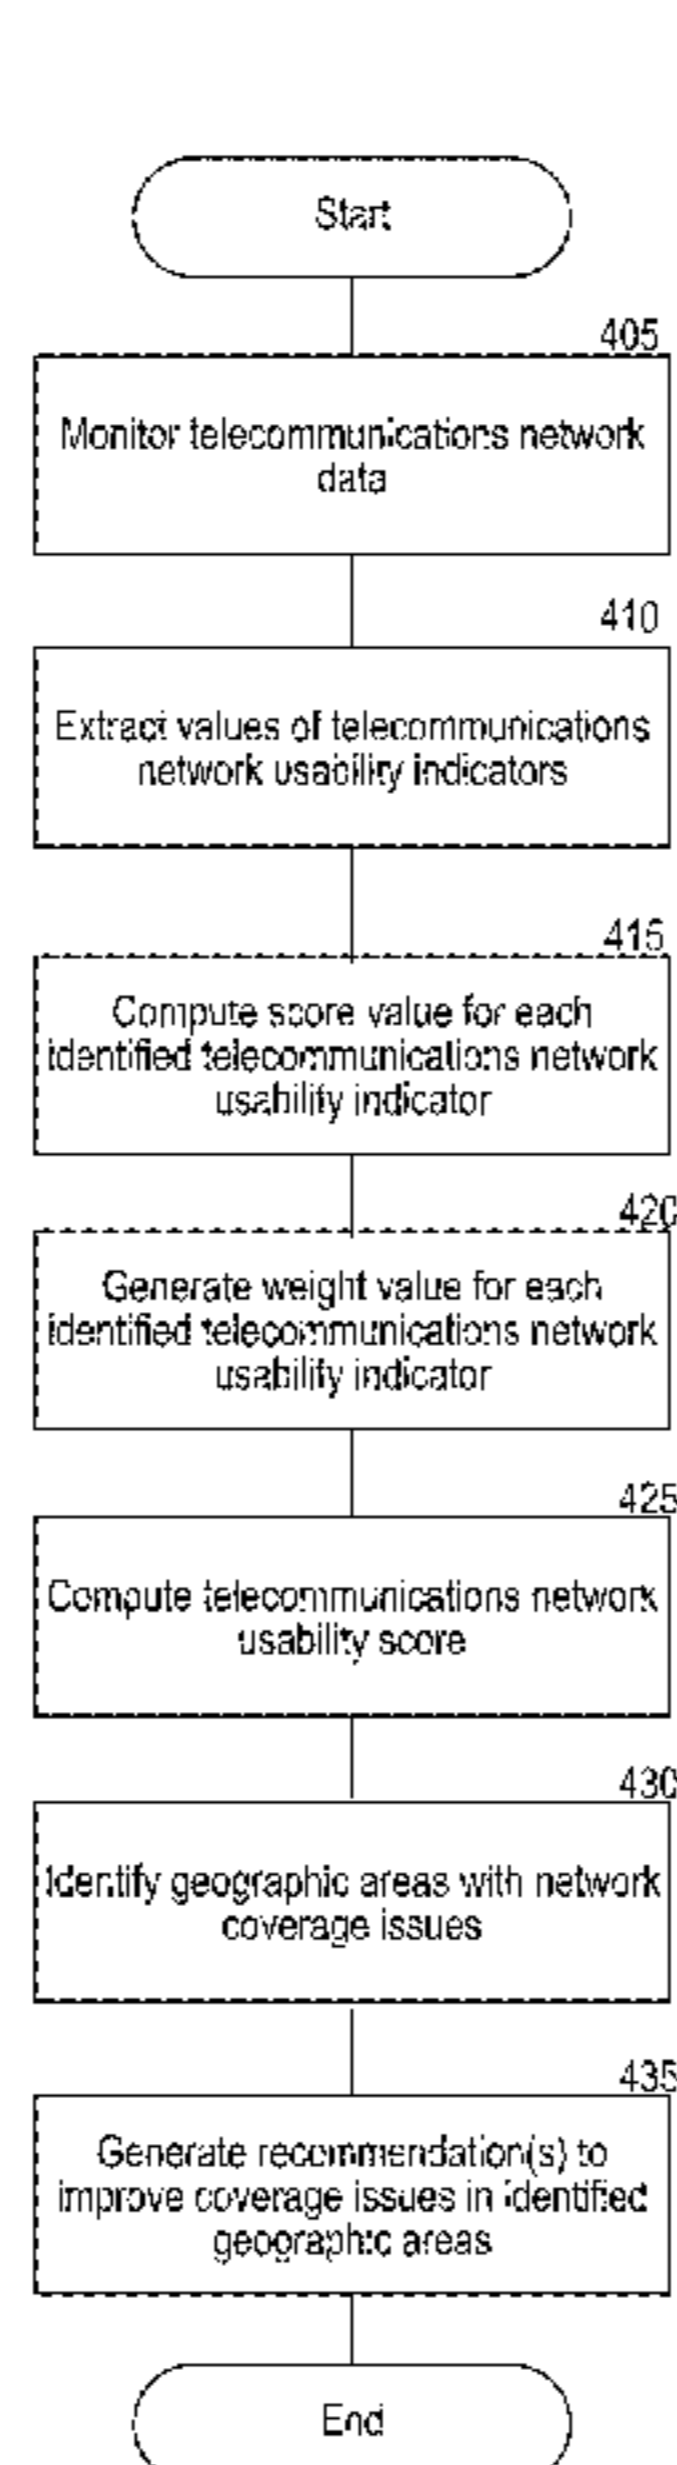 Start
405
Monitor telecommunications network
data
410
Extract values of telecommunications
network usability indicators
415
Compute score value for each
identified telecommunications network
usability indicator
420
Generate weight value for each
identified telecommunications network
usability indicator
425
Compute telecommunications network
usability score
430
Identify geographic areas with network
coverage issues
435
Generate recommendation(s) to
improve coverage issues in identified
geographic areas
End